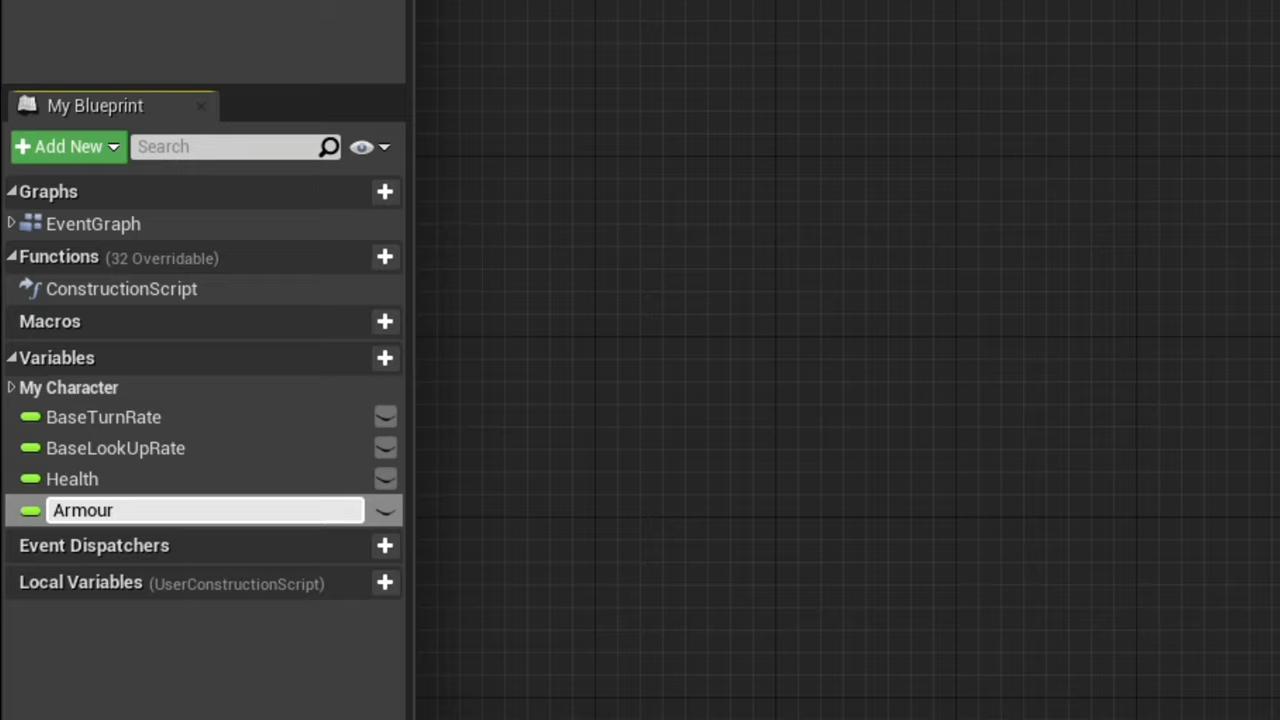 My Blueprint
Add New
Search
Graphs
EventGraph
Functions (32 Overridable)
ConstructionScript
Macros
Variables
My Character
BaseTurnRate
BaseLookUpRate
Health
Armour
Event Dispatchers
Local Variables (UserConstructionScript)